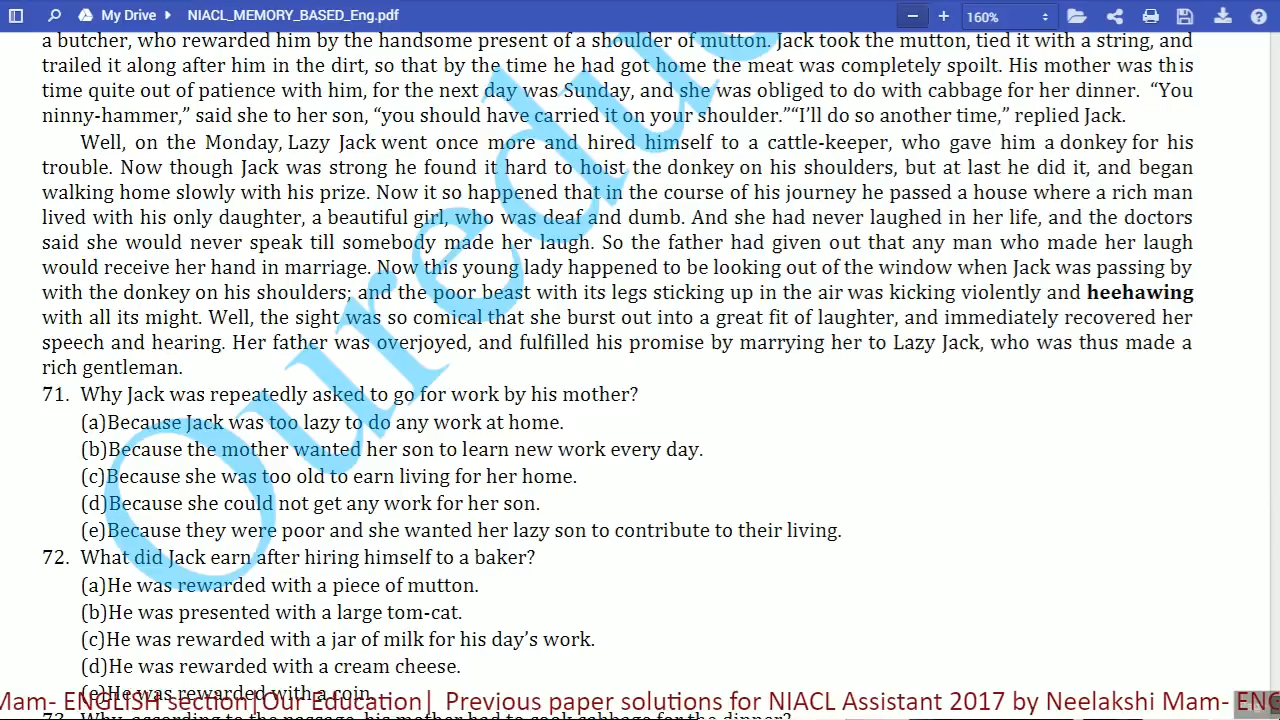 My Drive ▸ NIACL_MEMORY_BASED_Eng.pdf − + 160%
a butcher, who rewarded him by the handsome present of a shoulder of mutton. Jack took the mutton, tied it with a string, and
trailed it along after him in the dirt, so that by the time he had got home the meat was completely spoilt. His mother was this
time quite out of patience with him, for the next day was Sunday, and she was obliged to do with cabbage for her dinner. “You
ninny-hammer,” said she to her son, “you should have carried it on your shoulder.”“I’ll do so another time,” replied Jack.
Well, on the Monday, Lazy Jack went once more and hired himself to a cattle-keeper, who gave him a donkey for his
trouble. Now though Jack was strong he found it hard to hoist the donkey on his shoulders, but at last he did it, and began
walking home slowly with his prize. Now it so happened that in the course of his journey he passed a house where a rich man
lived with his only daughter, a beautiful girl, who was deaf and dumb. And she had never laughed in her life, and the doctors
said she would never speak till somebody made her laugh. So the father had given out that any man who made her laugh
would receive her hand in marriage. Now this young lady happened to be looking out of the window when Jack was passing by
with the donkey on his shoulders; and the poor beast with its legs sticking up in the air was kicking violently and heehawing
with all its might. Well, the sight was so comical that she burst out into a great fit of laughter, and immediately recovered her
speech and hearing. Her father was overjoyed, and fulfilled his promise by marrying her to Lazy Jack, who was thus made a
rich gentleman.
71. Why Jack was repeatedly asked to go for work by his mother?
(a)Because Jack was too lazy to do any work at home.
(b)Because the mother wanted her son to learn new work every day.
(c)Because she was too old to earn living for her home.
(d)Because she could not get any work for her son.
(e)Because they were poor and she wanted her lazy son to contribute to their living.
72. What did Jack earn after hiring himself to a baker?
(a)He was rewarded with a piece of mutton.
(b)He was presented with a large tom-cat.
(c)He was rewarded with a jar of milk for his day’s work.
(d)He was rewarded with a cream cheese.
(e)He was rewarded with a coin.
Mam- ENGLISH section|Our Education| Previous paper solutions for NIACL Assistant 2017 by Neelakshi Mam- ENG
73. Why, according to the passage, his mother had to cook cabbage for the dinner?
Oureduc